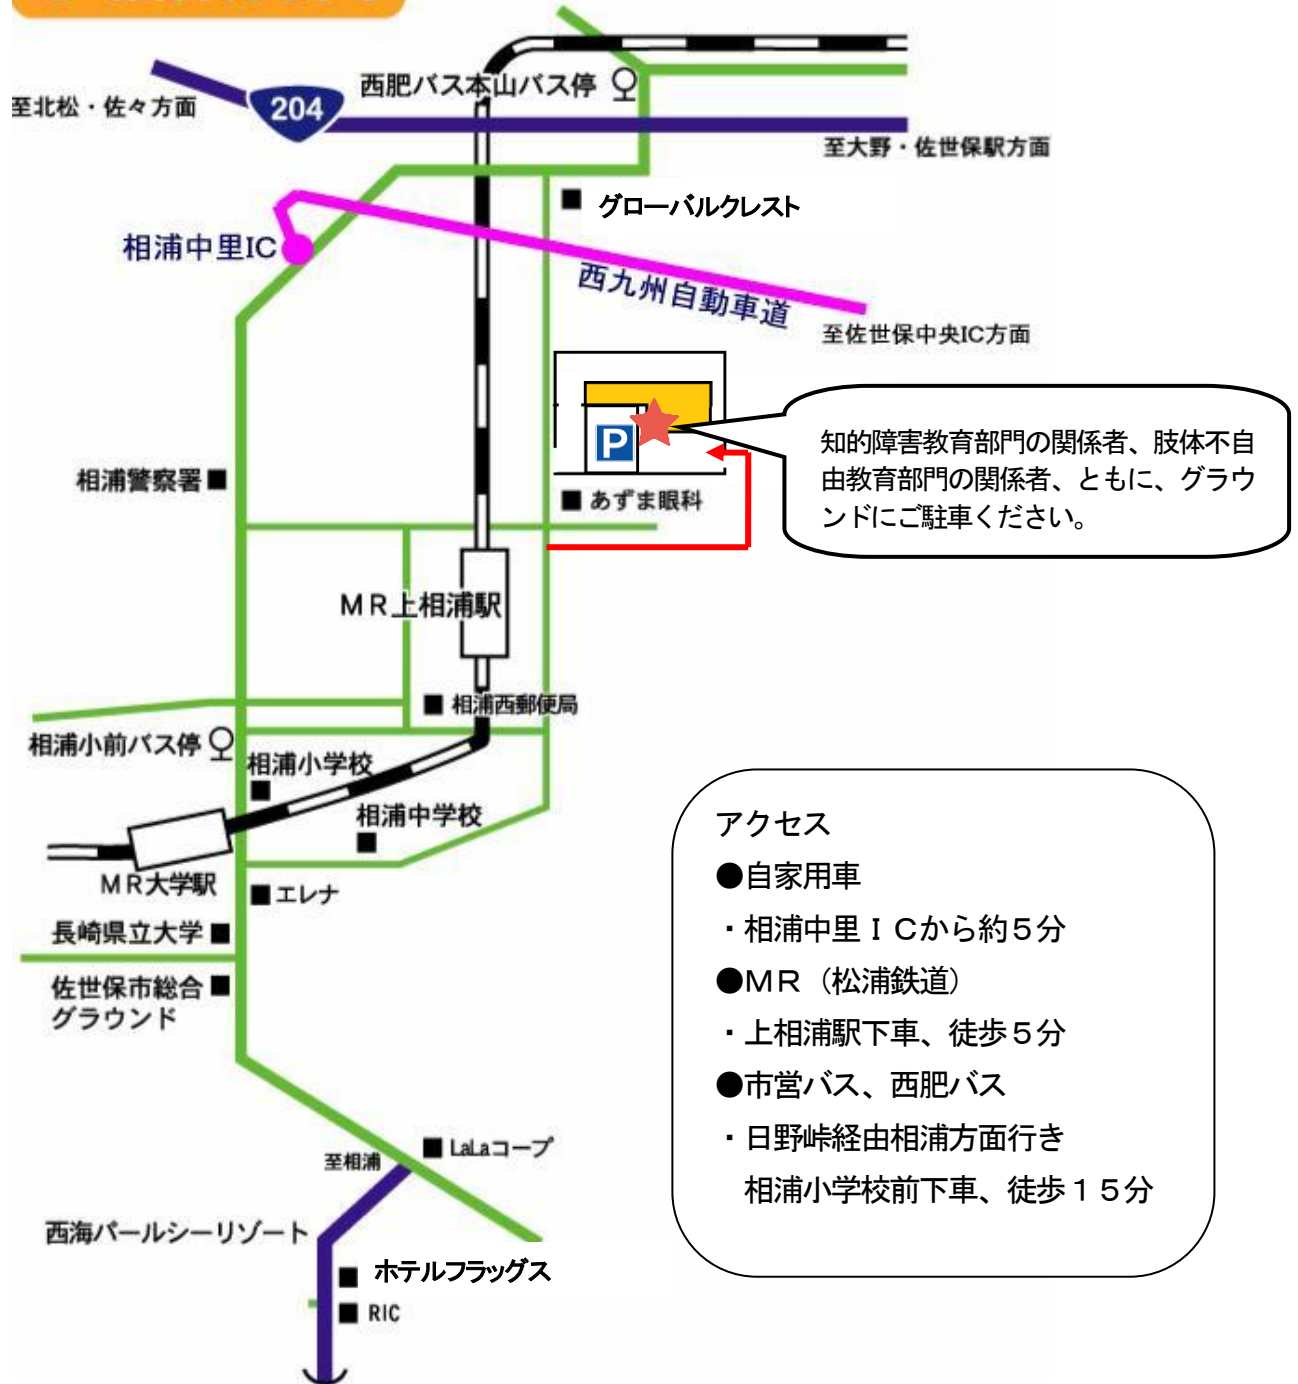 西肥バス本山バス停
至北松・佐々方面
204
至大野・佐世保駅方面
グローバルクレスト
相浦中里IC
西九州自動車道
至佐世保中央IC方面
P
知的障害教育部門の関係者、肢体不自
由教育部門の関係者、ともに、グラウ
ンドにご駐車ください。
相浦警察署
あずま眼科
MR上相浦駅
相浦西郵便局
相浦小前バス停
相浦小学校
相浦中学校
MR大学駅
エレナ
長崎県立大学
佐世保市総合
グラウンド
アクセス
●自家用車
・相浦中里ICから約5分
●MR（松浦鉄道）
・上相浦駅下車、徒歩5分
●市営バス、西肥バス
・日野峠経由相浦方面行き
相浦小学校前下車、徒歩15分
LaLaコープ
至相浦
西海パールシーリゾート
ホテルフラッグス
RIC